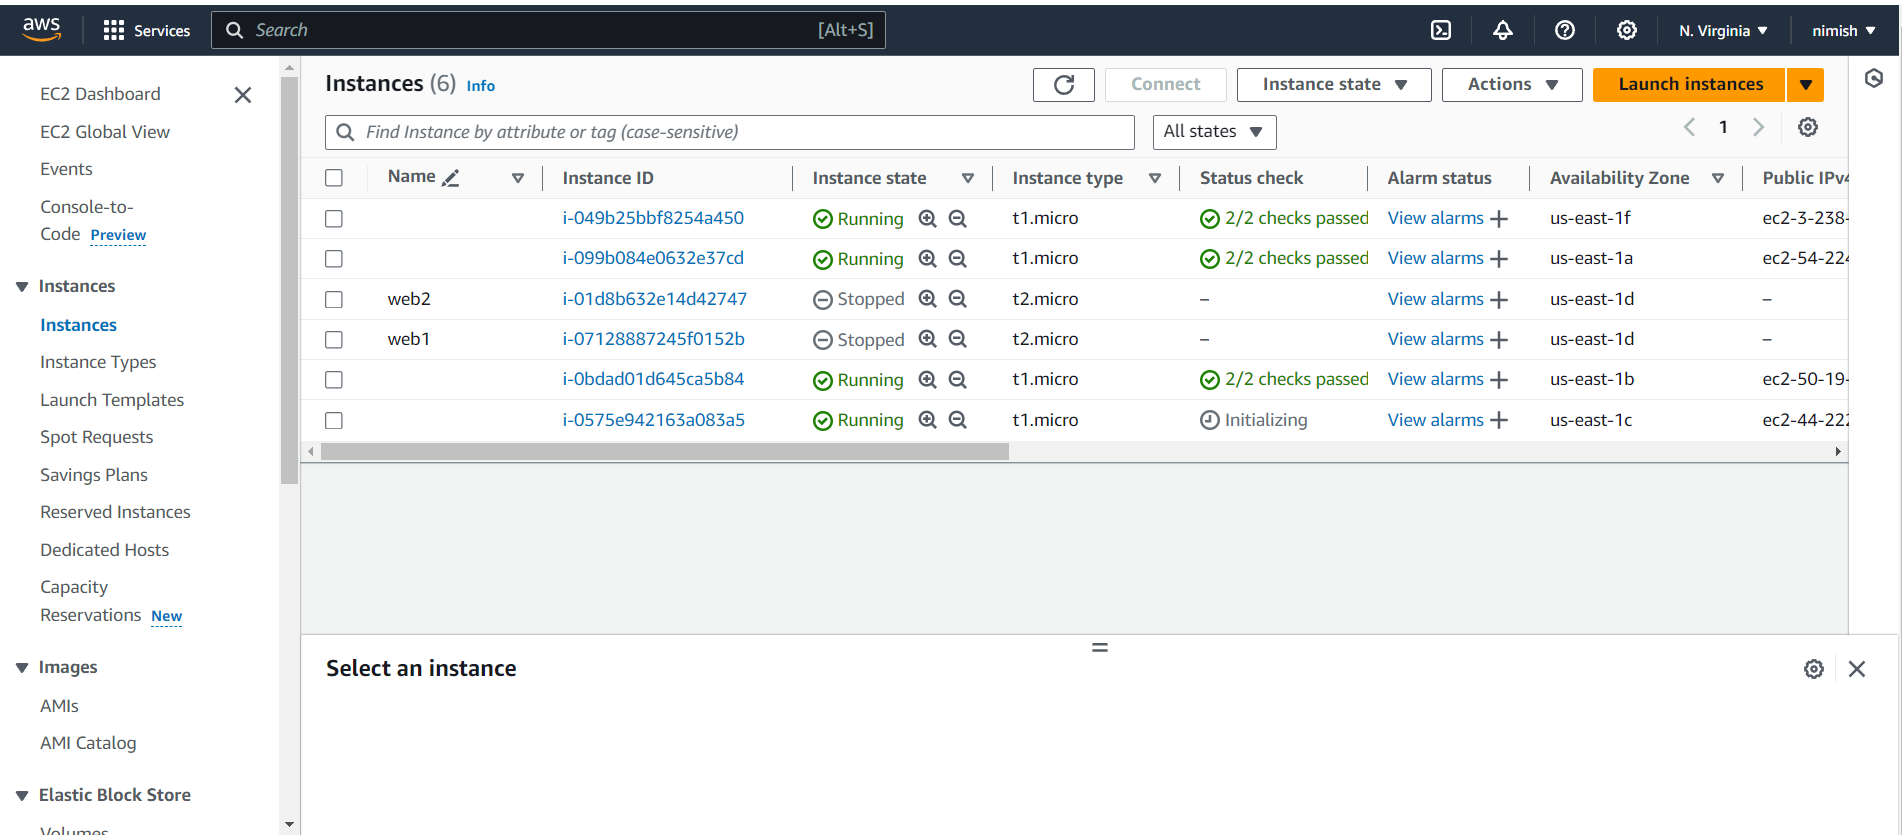 aws Services Search [Alt+S] N. Virginia nimish
EC2 Dashboard
EC2 Global View
Events
Console-to-
Code Preview
Instances
Instances
Instance Types
Launch Templates
Spot Requests
Savings Plans
Reserved Instances
Dedicated Hosts
Capacity
Reservations New
Images
AMIs
AMI Catalog
Elastic Block Store
Volumes
Instances (6) Info Connect Instance state Actions Launch instances
Find Instance by attribute or tag (case-sensitive) All states 1
Name Instance ID Instance state Instance type Status check Alarm status Availability Zone Public IPv4
i-049b25bbf8254a450 Running t1.micro 2/2 checks passed View alarms us-east-1f ec2-3-238-
i-099b084e0632e37cd Running t1.micro 2/2 checks passed View alarms us-east-1a ec2-54-224
web2 i-01d8b632e14d42747 Stopped t2.micro – View alarms us-east-1d –
web1 i-07128887245f0152b Stopped t2.micro – View alarms us-east-1d –
i-0bdad01d645ca5b84 Running t1.micro 2/2 checks passed View alarms us-east-1b ec2-50-19-
i-0575e942163a083a5 Running t1.micro Initializing View alarms us-east-1c ec2-44-222
Select an instance